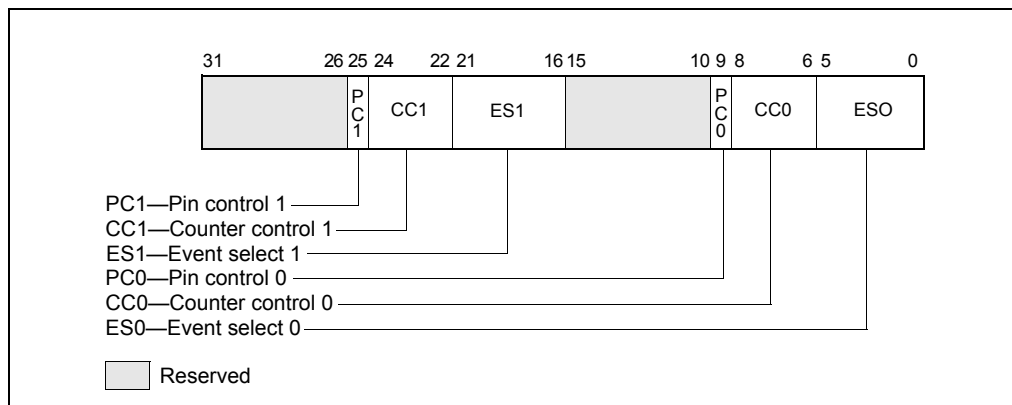 31 26 25 24 22 21 16 15 10 9 8 6 5 0
PC1 CC1 ES1 PC0 CC0 ESO
PC1—Pin control 1
CC1—Counter control 1
ES1—Event select 1
PC0—Pin control 0
CC0—Counter control 0
ES0—Event select 0
Reserved